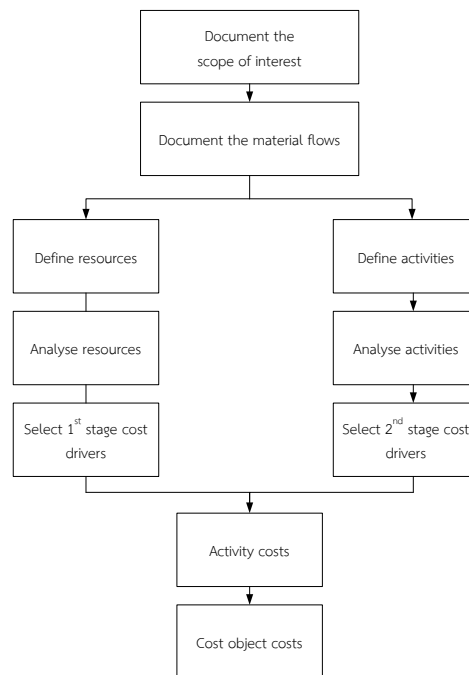 Document the
scope of interest
Document the material flows
Define resources
Define activities
Analyse resources
Analyse activities
Select 1st stage cost
drivers
Select 2nd stage cost
drivers
Activity costs
Cost object costs